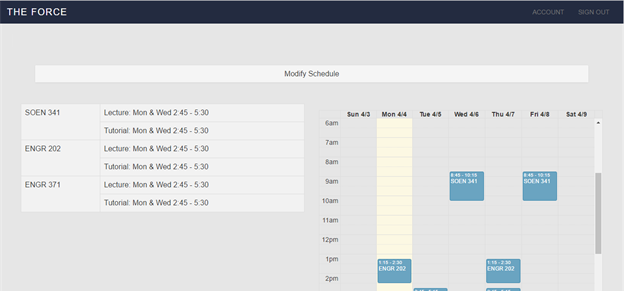 THE FORCE
ACCOUNT
SIGN OUT
Modify Schedule
SOEN 341
Lecture: Mon & Wed 2:45 - 5:30
Tutorial: Mon & Wed 2:45 - 5:30
ENGR 202
Lecture: Mon & Wed 2:45 - 5:30
Tutorial: Mon & Wed 2:45 - 5:30
ENGR 371
Lecture: Mon & Wed 2:45 - 5:30
Tutorial: Mon & Wed 2:45 - 5:30
Sun 4/3 Mon 4/4 Tue 4/5 Wed 4/6 Thu 4/7 Fri 4/8 Sat 4/9
6am
7am
8am
8:45 - 10:15 8:45 - 10:15
9am SOEN 341 SOEN 341
10am
11am
12pm
1pm 1:15 - 2:30 1:15 - 2:30
ENGR 202 ENGR 202
2pm